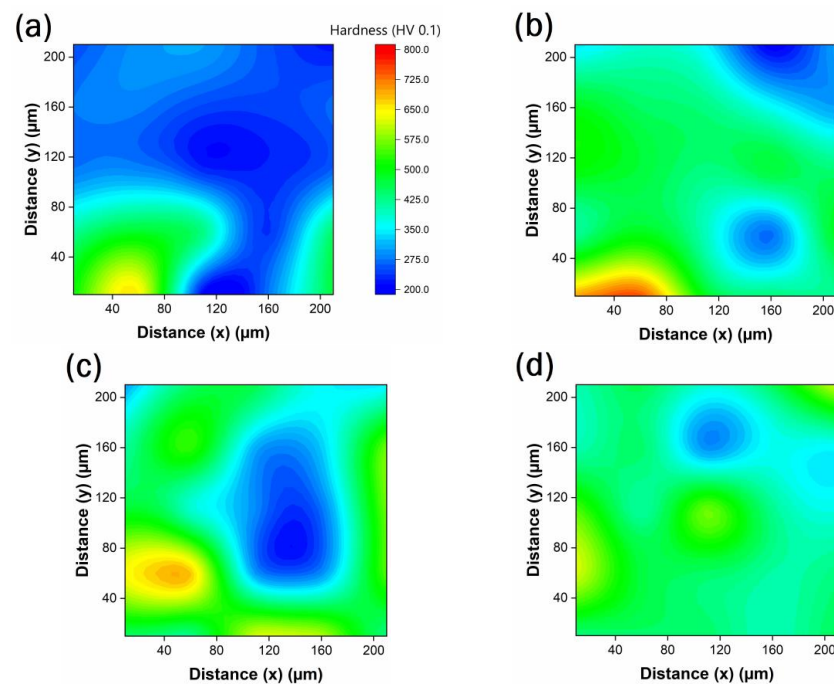 (a)
Hardness (HV 0.1)
800.0
725.0
650.0
575.0
500.0
425.0
350.0
275.0
200.0
200
160
120
80
40
Distance (y) (μm)
40 80 120 160 200
Distance (x) (μm)
(b)
200
160
120
80
40
Distance (y) (μm)
40 80 120 160 200
Distance (x) (μm)
(c)
200
160
120
80
40
Distance (y) (μm)
40 80 120 160 200
Distance (x) (μm)
(d)
200
160
120
80
40
Distance (y) (μm)
40 80 120 160 200
Distance (x) (μm)